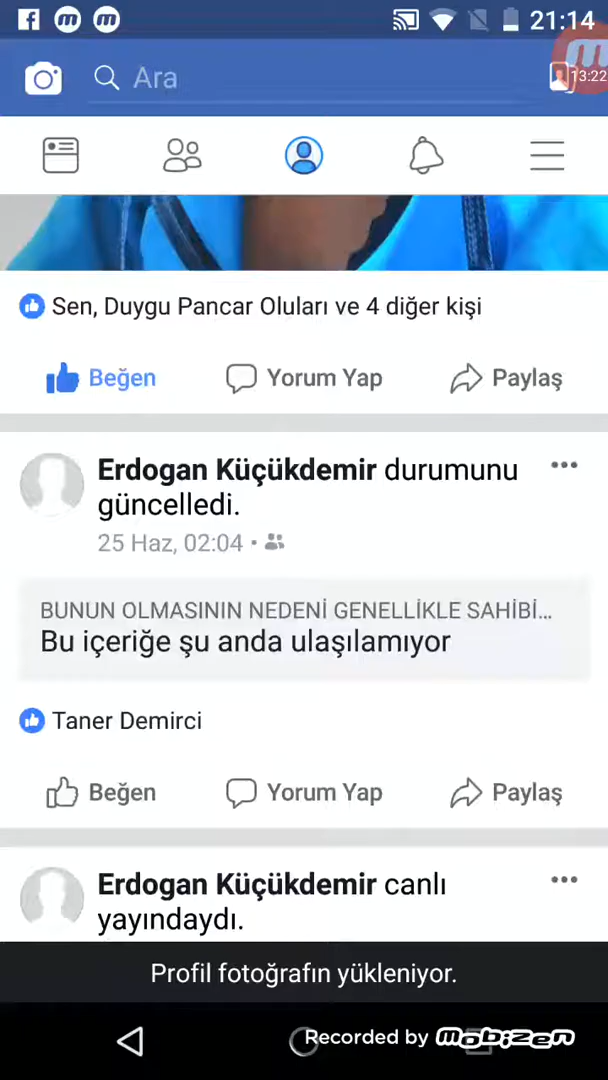 21:14
Ara
13:22
Sen, Duygu Pancar Oluları ve 4 diğer kişi
Beğen Yorum Yap Paylaş
Erdogan Küçükdemir durumunu
güncelledi.
25 Haz, 02:04 •
BUNUN OLMASININ NEDENİ GENELLİKLE SAHİBİ...
Bu içeriğe şu anda ulaşılamıyor
Taner Demirci
Beğen Yorum Yap Paylaş
Erdogan Küçükdemir canlı
yayındaydı.
Profil fotoğrafın yükleniyor.
Recorded by mobizen